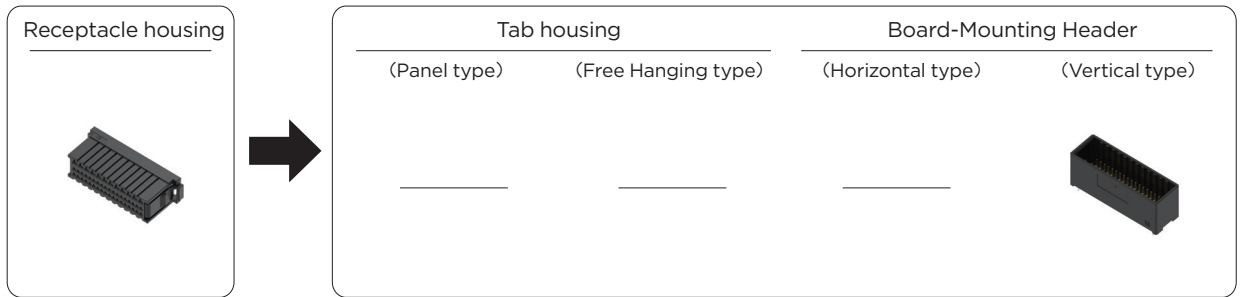 Receptacle housing
Tab housing
Board-Mounting Header
(Panel type)
(Free Hanging type)
(Horizontal type)
(Vertical type)